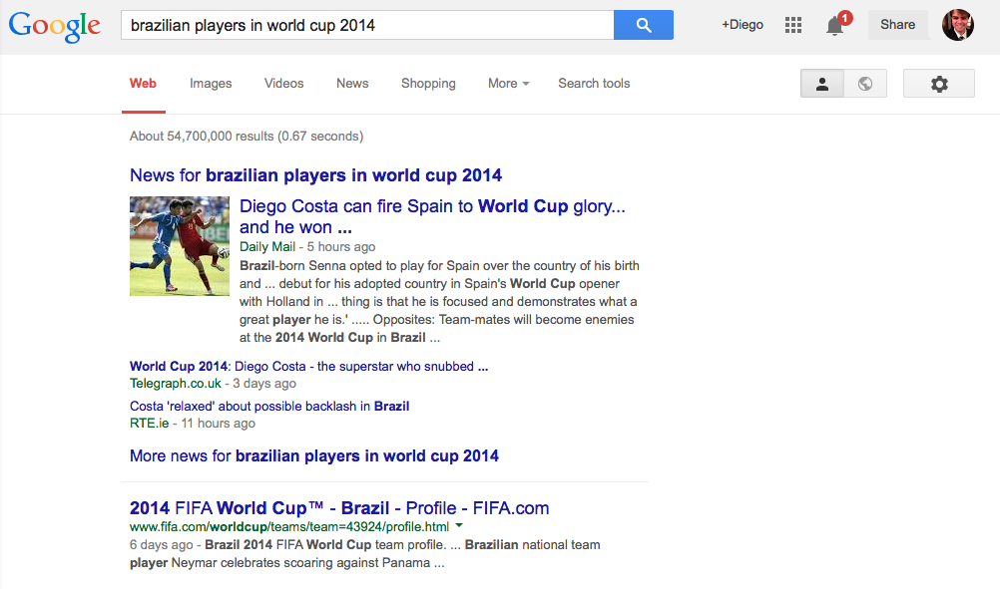 Google
brazilian players in world cup 2014
+Diego
1
Share
Web Images Videos News Shopping More Search tools
About 54,700,000 results (0.67 seconds)
News for brazilian players in world cup 2014
Diego Costa can fire Spain to World Cup glory...
and he won ...
Daily Mail - 5 hours ago
Brazil-born Senna opted to play for Spain over the country of his birth
and ... debut for his adopted country in Spain's World Cup opener
with Holland in ... thing is that he is focused and demonstrates what a
great player he is.' ..... Opposites: Team-mates will become enemies
at the 2014 World Cup in Brazil ...
World Cup 2014: Diego Costa - the superstar who snubbed ...
Telegraph.co.uk - 3 days ago
Costa 'relaxed' about possible backlash in Brazil
RTE.ie - 11 hours ago
More news for brazilian players in world cup 2014
2014 FIFA World Cup™ - Brazil - Profile - FIFA.com
www.fifa.com/worldcup/teams/team=43924/profile.html
6 days ago - Brazil 2014 FIFA World Cup team profile. ... Brazilian national team
player Neymar celebrates scoaring against Panama ...